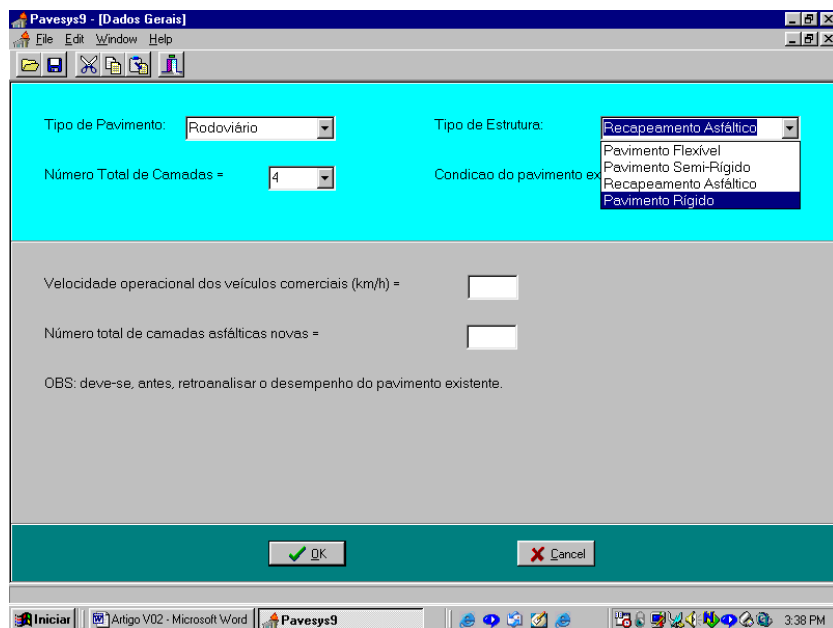 Pavesys9 - [Dados Gerais]
File Edit Window Help
Tipo de Pavimento: Rodoviário Tipo de Estrutura: Recapeamento Asfáltico
Pavimento Flexível
Pavimento Semi-Rígido
Recapeamento Asfáltico
Pavimento Rígido
Número Total de Camadas = 4 Condicao do pavimento ex
Velocidade operacional dos veículos comerciais (km/h) =
Número total de camadas asfálticas novas =
OBS: deve-se, antes, retroanalisar o desempenho do pavimento existente.
OK Cancel
Iniciar Artigo V02 - Microsoft Word Pavesys9 3:38 PM